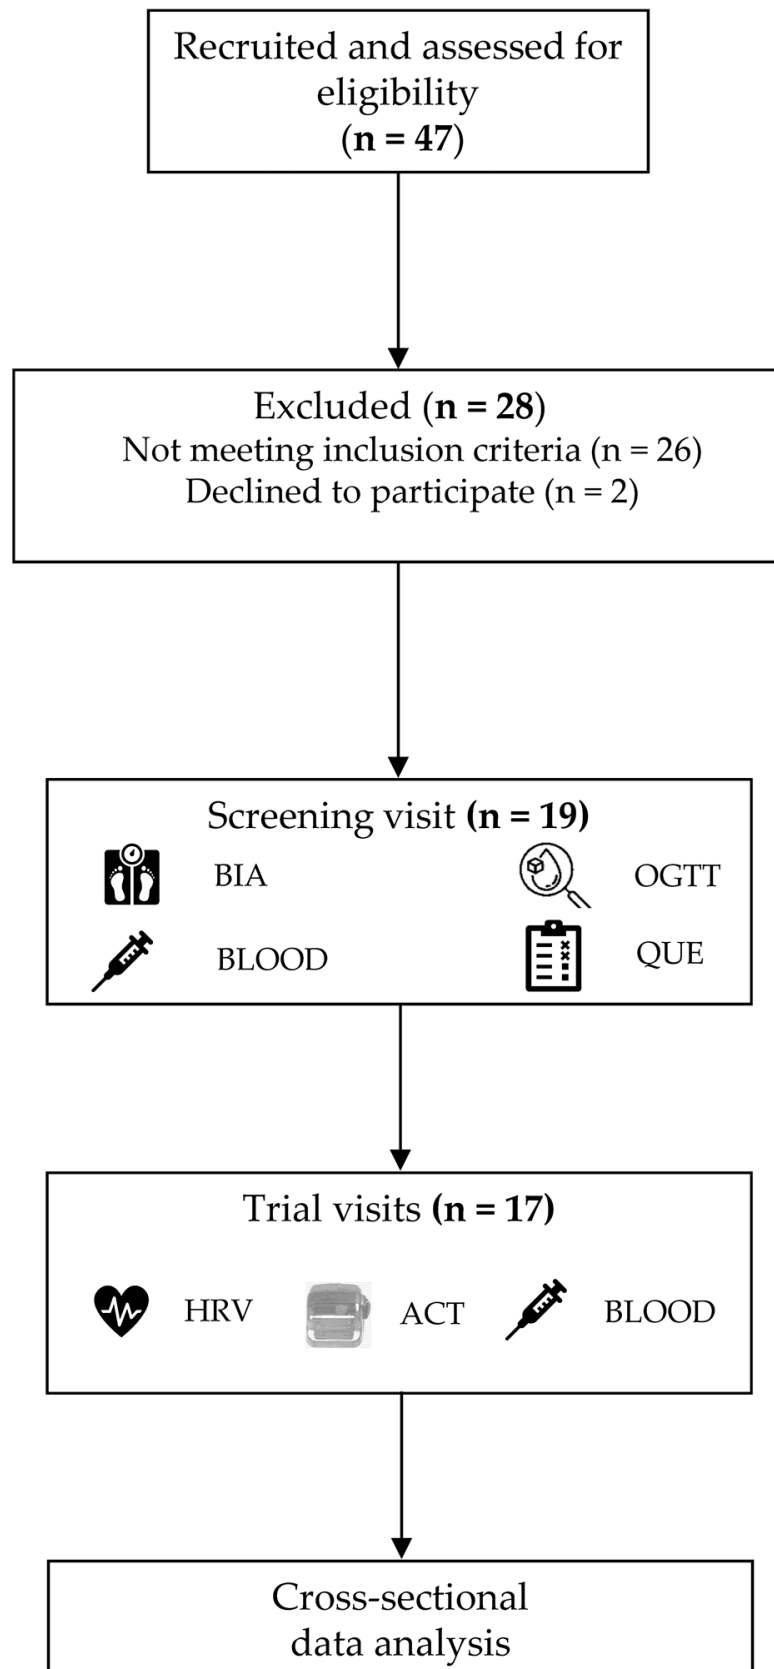 Recruited and assessed for
eligibility
(n = 47)
Excluded (n = 28)
Not meeting inclusion criteria (n = 26)
Declined to participate (n = 2)
Screening visit (n = 19)
BIA
OGTT
BLOOD
QUE
Trial visits (n = 17)
HRV
ACT
BLOOD
Cross-sectional
data analysis